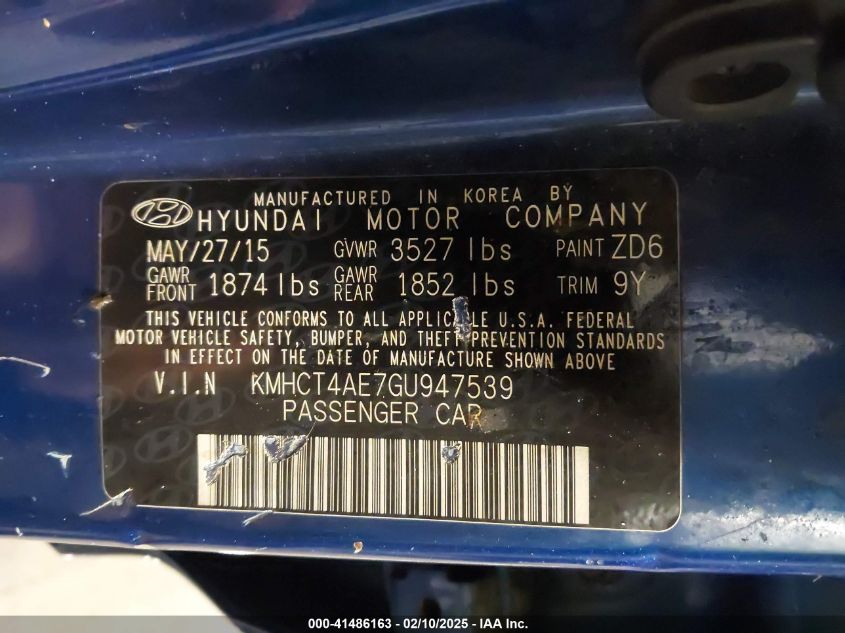 MANUFACTURED IN KOREA BY
HYUNDAI MOTOR COMPANY
MAY/27/15 GVWR 3527 lbs PAINT ZD6
GAWR FRONT 1874 lbs GAWR REAR 1852 lbs TRIM 9Y
THIS VEHICLE CONFORMS TO ALL APPLICABLE U.S.A. FEDERAL
MOTOR VEHICLE SAFETY, BUMPER, AND THEFT PREVENTION STANDARDS
IN EFFECT ON THE DATE OF MANUFACTURE SHOWN ABOVE
V.I.N KMHCT4AE7GU947539
PASSENGER CAR
000-41486163 - 02/10/2025 - IAA Inc.